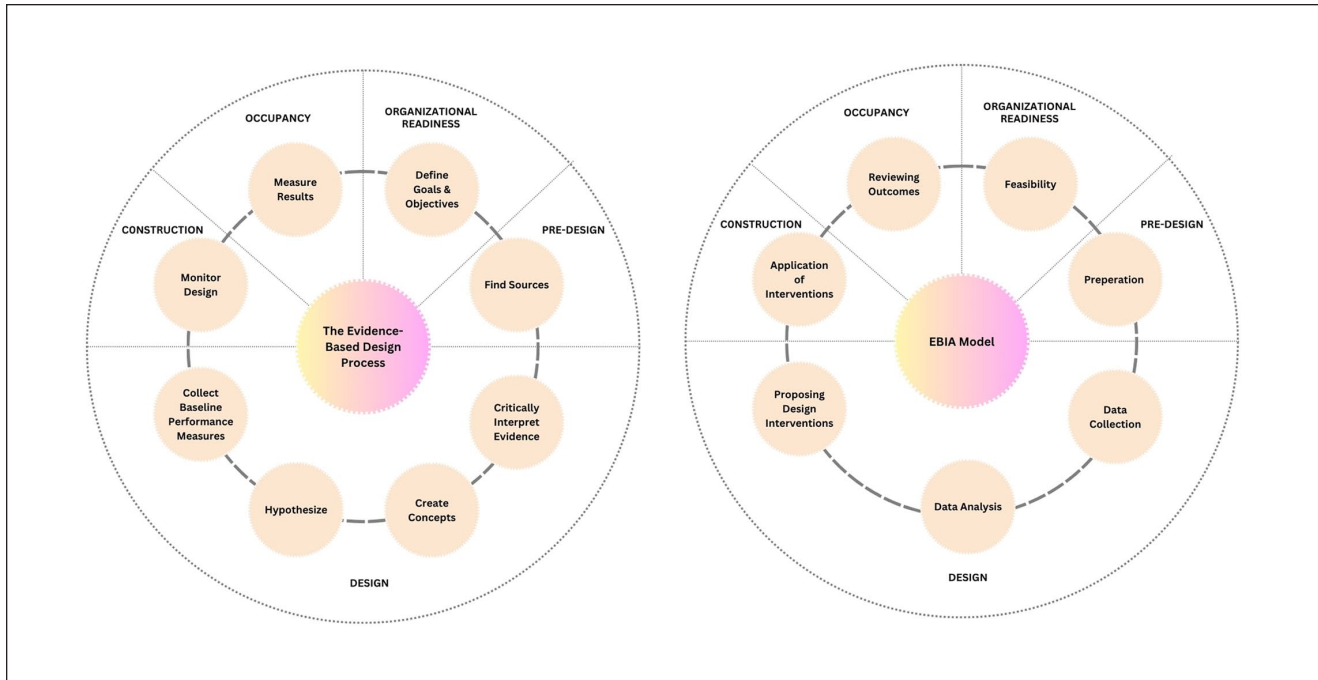 OCCUPANCY
ORGANIZATIONAL
READINESS
Measure
Results
Define
Goals &
Objectives
C0NSTRUCTION
PRE-DESIGN
Monitor
Design
Find Sources
The Evidence-
Based Design
Process
Collect
Baseline
Performance
Measures
Critically
Interpret
Evidence
Hypothesize
Create
Concepts
DESIGN
OCCUPANCY
ORGANIZATIONAL
READINESS
Reviewing
Outcomes
Feasibility
C0NSTRUCTION
PRE-DESIGN
Application
of
Interventions
Preperation
EBIA Model
Proposing
Design
Interventions
Data
Collection
Data Analysis
DESIGN